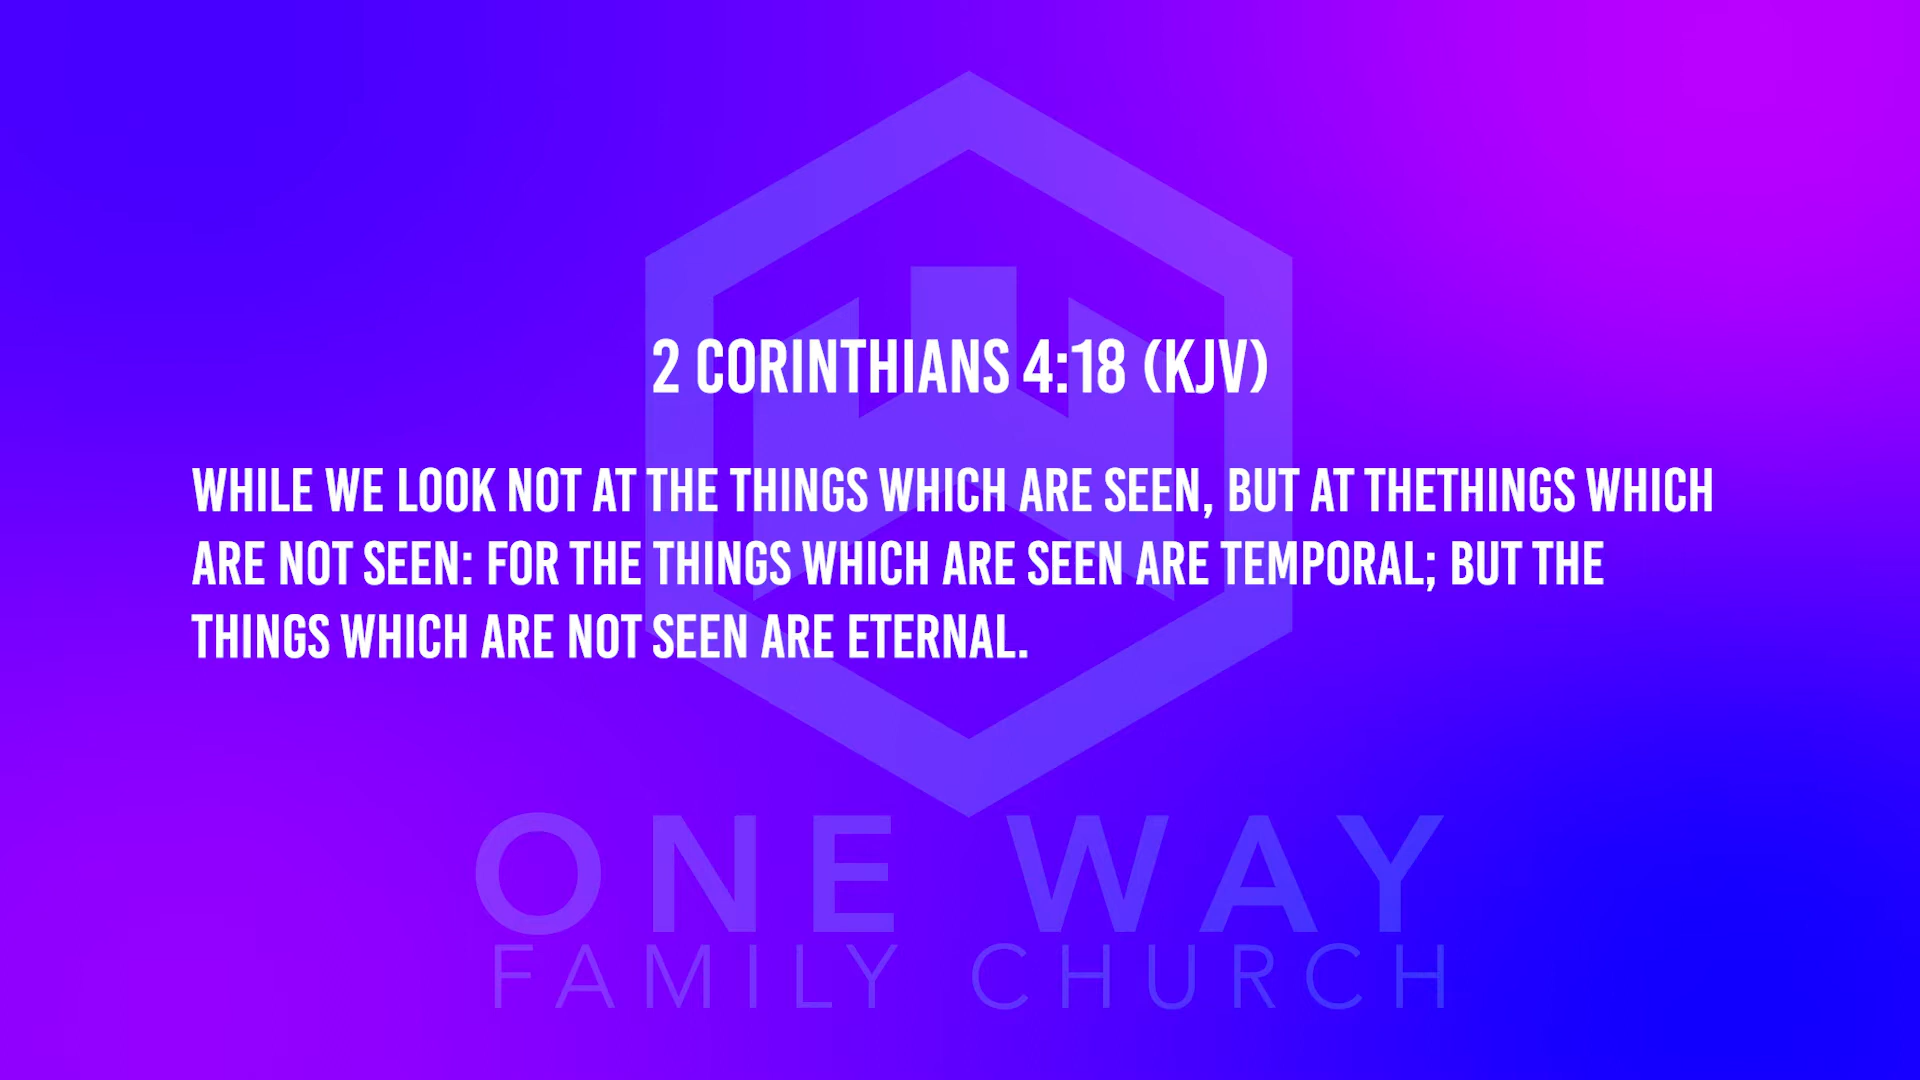 2 CORINTHIANS 4:18 (KJV)
WHILE WE LOOK NOT AT THE THINGS WHICH ARE SEEN, BUT AT THETHINGS WHICH
ARE NOT SEEN: FOR THE THINGS WHICH ARE SEEN ARE TEMPORAL; BUT THE
THINGS WHICH ARE NOT SEEN ARE ETERNAL.
ONE WAY
FAMILY CHURCH